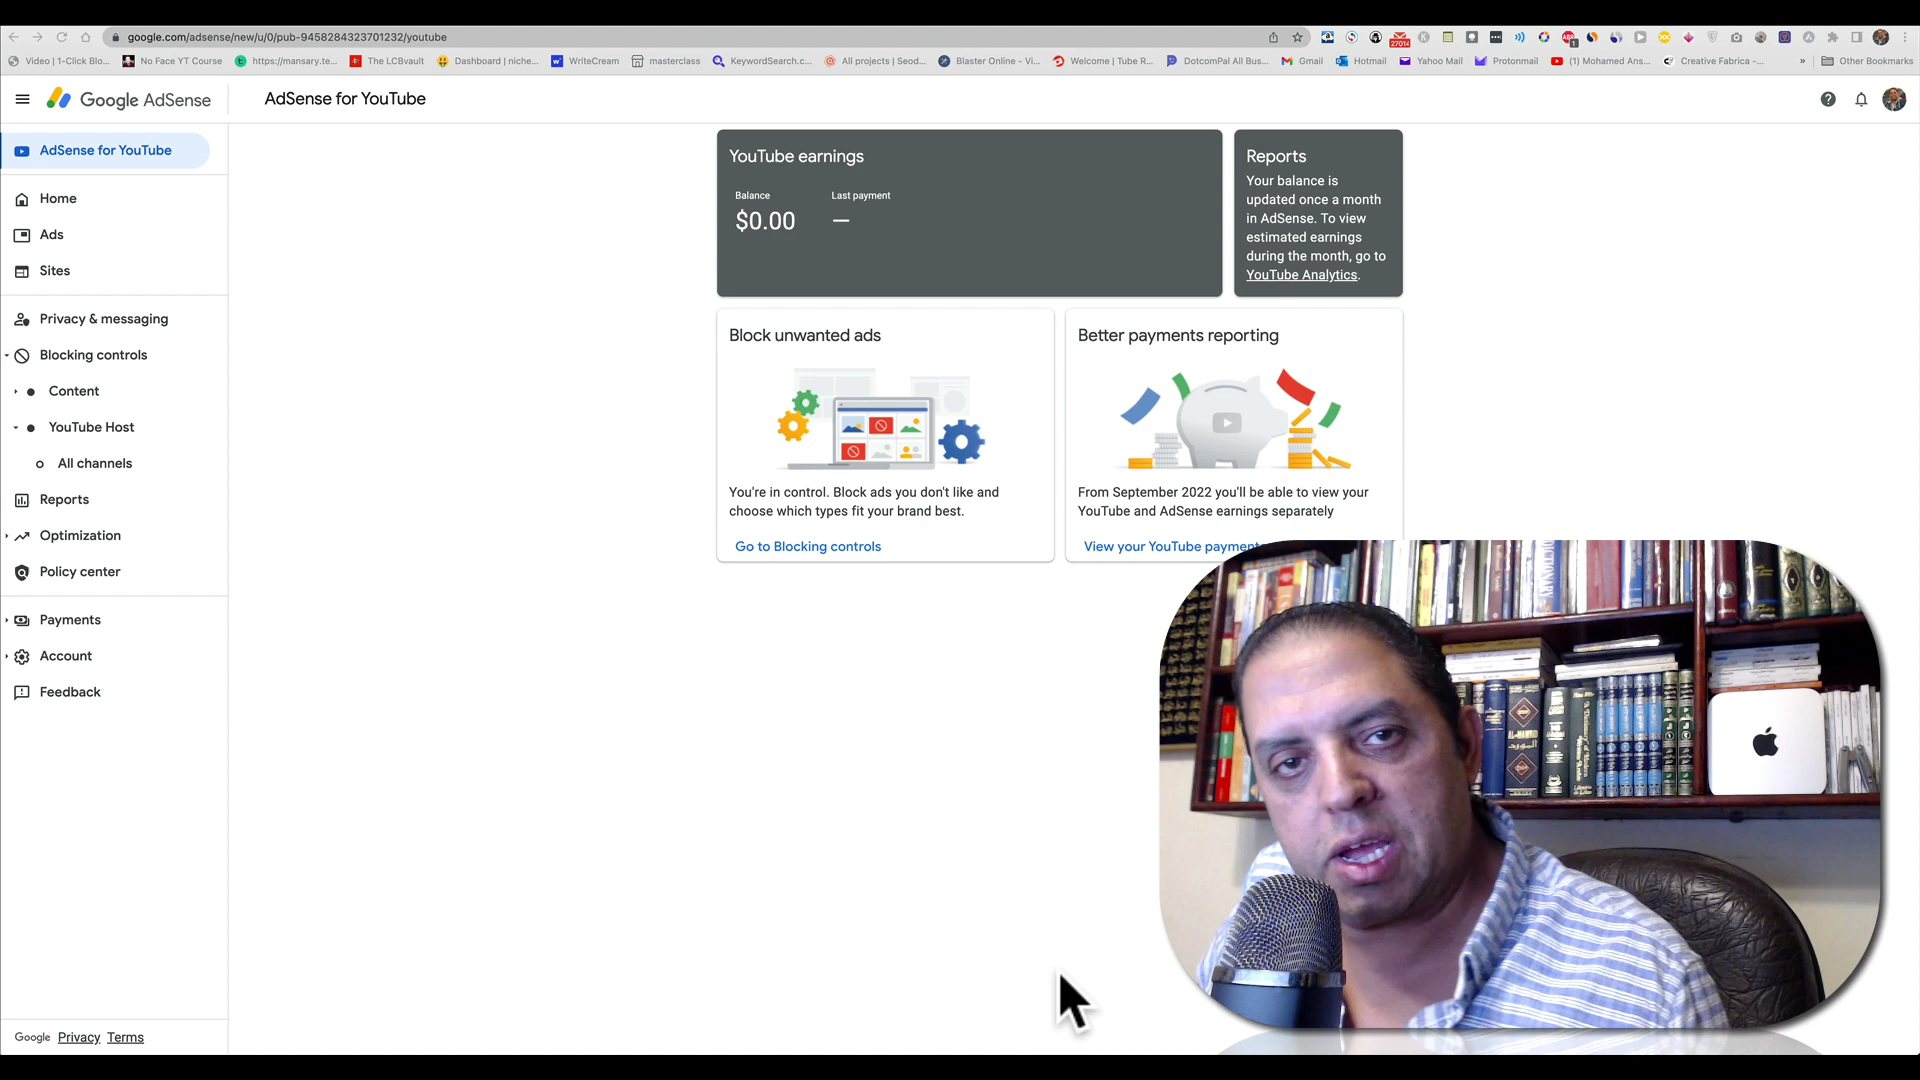 google.com/adsense/new/u/0/pub-9458284323701232/youtube
27014
Video | 1-Click Blo...
No Face YT Course
https://mansary.te...
The LCBvault
Dashboard | niche...
WriteCream
masterclass
KeywordSearch.c...
All projects | Seod...
Blaster Online - Vi...
Welcome | Tube R...
DotcomPal All Bus...
Gmail
Hotmail
Yahoo Mail
Protonmail
(1) Mohamed Ans...
Creative Fabrica -...
»
Other Bookmarks
Google AdSense
AdSense for YouTube
AdSense for YouTube
Home
Ads
Sites
Privacy & messaging
Blocking controls
Content
YouTube Host
All channels
Reports
Optimization
Policy center
Payments
Account
Feedback
Google Privacy Terms
YouTube earnings
Balance
Last payment
$0.00
—
Reports
Your balance is
updated once a month
in AdSense. To view
estimated earnings
during the month, go to
YouTube Analytics.
Block unwanted ads
You're in control. Block ads you don't like and
choose which types fit your brand best.
Go to Blocking controls
Better payments reporting
From September 2022 you'll be able to view your
YouTube and AdSense earnings separately
View your YouTube payment
AL-MAWRID